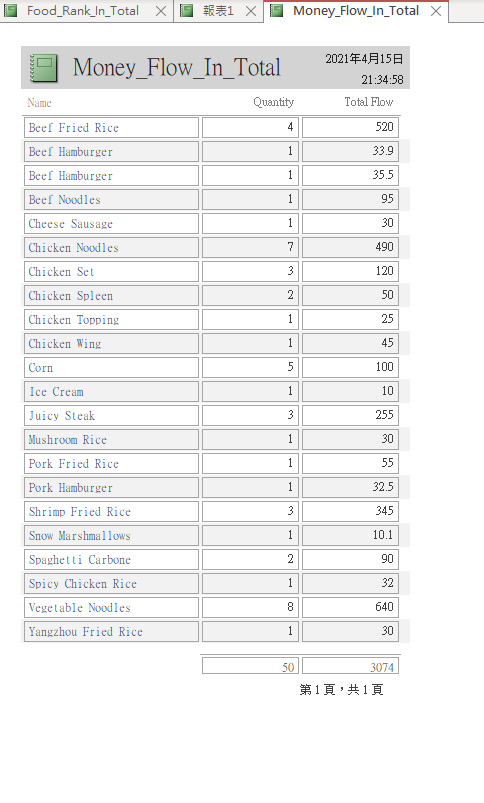 Food_Rank_In_Total 報表1 Money_Flow_In_Total
Money_Flow_In_Total
2021年4月15日
21:34:58
Name Quantity Total Flow
Beef Fried Rice 4 520
Beef Hamburger 1 33.9
Beef Hamburger 1 35.5
Beef Noodles 1 95
Cheese Sausage 1 30
Chicken Noodles 7 490
Chicken Set 3 120
Chicken Spleen 2 50
Chicken Topping 1 25
Chicken Wing 1 45
Corn 5 100
Ice Cream 1 10
Juicy Steak 3 255
Mushroom Rice 1 30
Pork Fried Rice 1 55
Pork Hamburger 1 32.5
Shrimp Fried Rice 3 345
Snow Marshmallows 1 10.1
Spaghetti Carbone 2 90
Spicy Chicken Rice 1 32
Vegetable Noodles 8 640
Yangzhou Fried Rice 1 30
50 3074
第 1 頁，共 1 頁